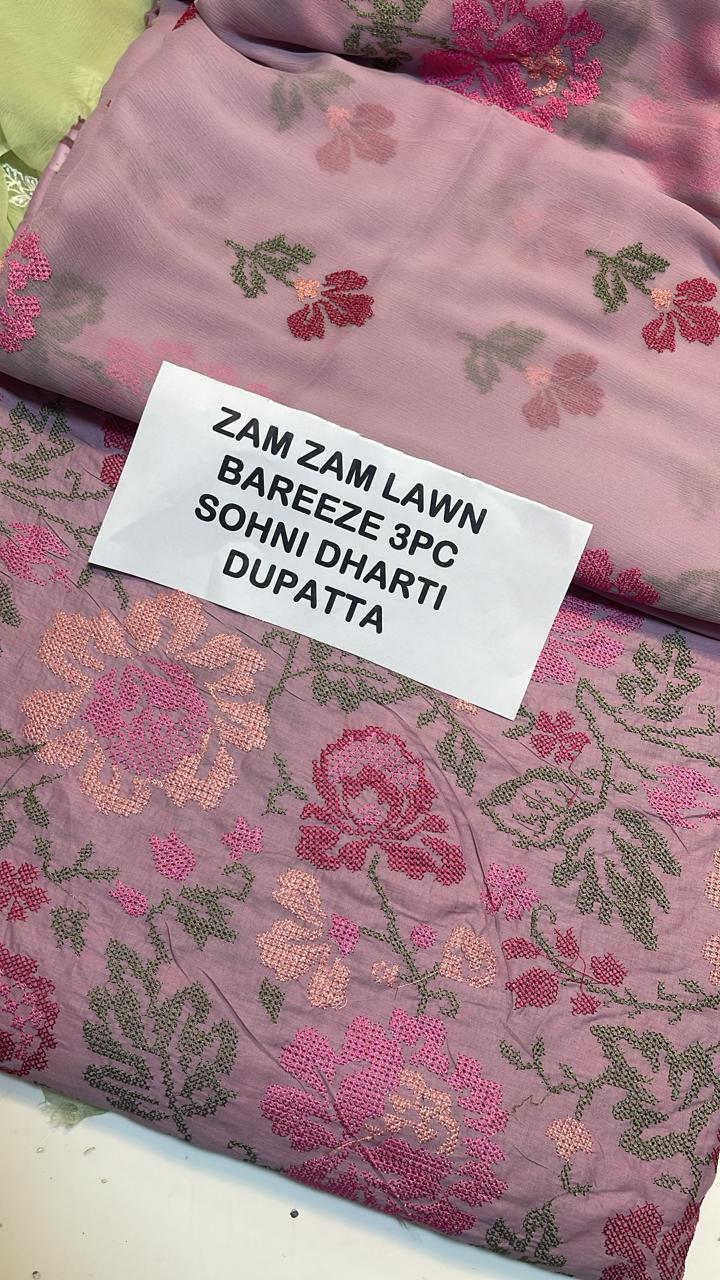 ZAM ZAM LAWN
BAREEZE 3PC
SOHNI DHARTI
DUPATTA